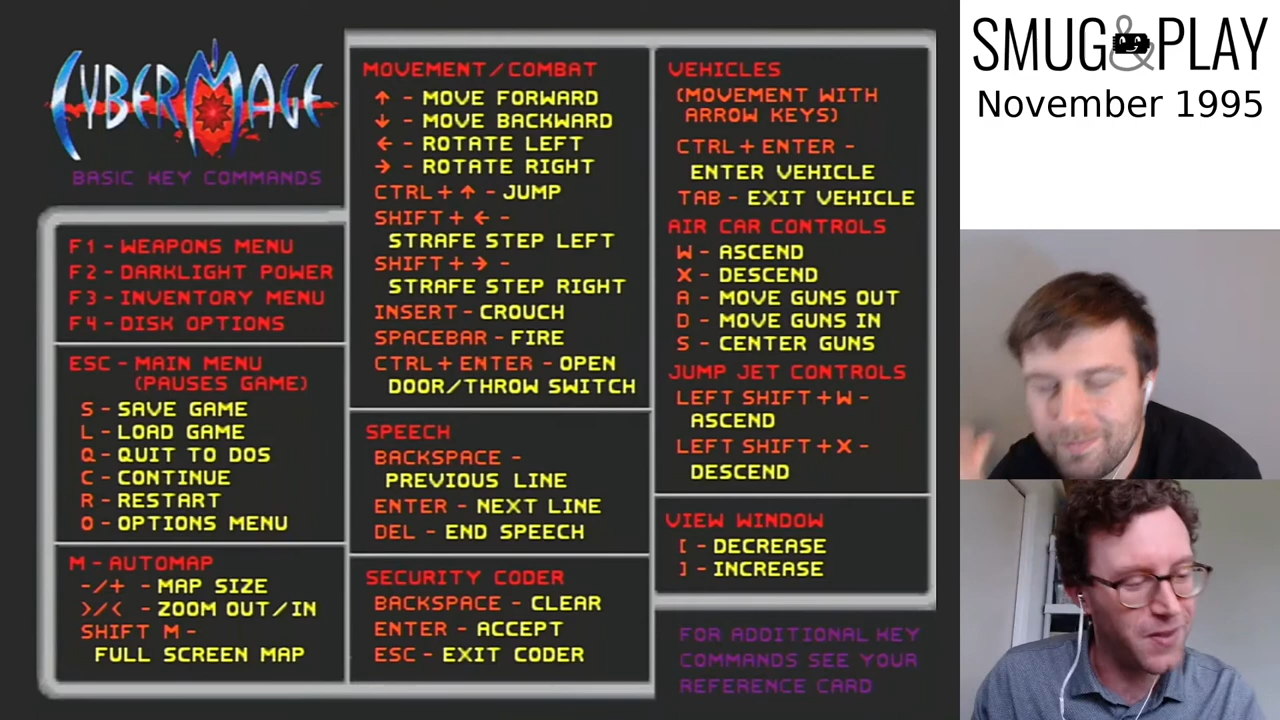 CYBERMAGE
BASIC KEY COMMANDS
F1 - WEAPONS MENU
F2 - DARKLIGHT POWER
F3 - INVENTORY MENU
F4 - DISK OPTIONS
ESC - MAIN MENU
(PAUSES GAME)
S - SAVE GAME
L - LOAD GAME
Q - QUIT TO DOS
C - CONTINUE
R - RESTART
O - OPTIONS MENU
M - AUTOMAP
-/+ - MAP SIZE
>/< - ZOOM OUT/IN
SHIFT M -
FULL SCREEN MAP
MOVEMENT/COMBAT
↑ - MOVE FORWARD
↓ - MOVE BACKWARD
← - ROTATE LEFT
→ - ROTATE RIGHT
CTRL + ↑ - JUMP
SHIFT + ← -
STRAFE STEP LEFT
SHIFT + → -
STRAFE STEP RIGHT
INSERT - CROUCH
SPACEBAR - FIRE
CTRL + ENTER - OPEN
DOOR/THROW SWITCH
SPEECH
BACKSPACE -
PREVIOUS LINE
ENTER - NEXT LINE
DEL - END SPEECH
SECURITY CODER
BACKSPACE - CLEAR
ENTER - ACCEPT
ESC - EXIT CODER
VEHICLES
(MOVEMENT WITH
ARROW KEYS)
CTRL + ENTER -
ENTER VEHICLE
TAB - EXIT VEHICLE
AIR CAR CONTROLS
W - ASCEND
X - DESCEND
A - MOVE GUNS OUT
D - MOVE GUNS IN
S - CENTER GUNS
JUMP JET CONTROLS
LEFT SHIFT + W -
ASCEND
LEFT SHIFT + X -
DESCEND
VIEW WINDOW
[ - DECREASE
] - INCREASE
FOR ADDITIONAL KEY
COMMANDS SEE YOUR
REFERENCE CARD
SMUG & PLAY
November 1995